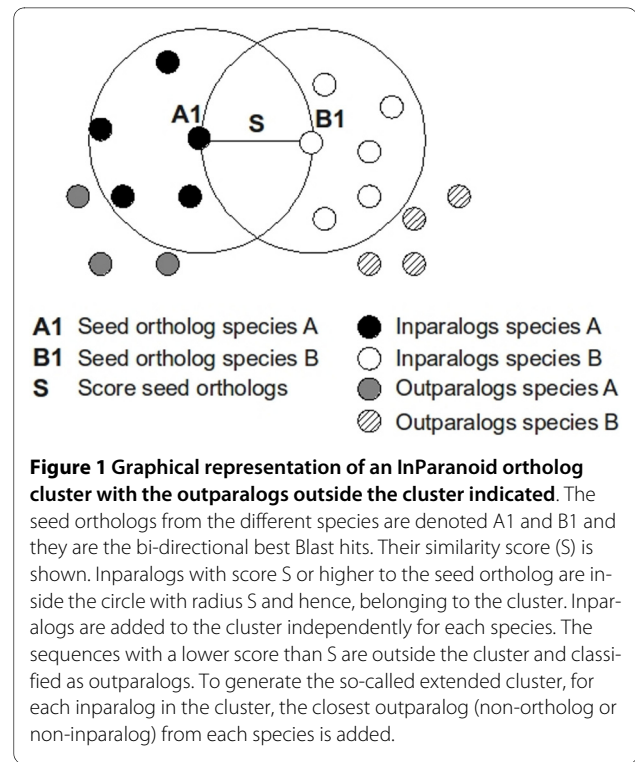 A1
S
B1
A1 Seed ortholog species A
B1 Seed ortholog species B
S Score seed orthologs
Inparalogs species A
Inparalogs species B
Outparalogs species A
Outparalogs species B
Figure 1 Graphical representation of an InParanoid ortholog
cluster with the outparalogs outside the cluster indicated. The
seed orthologs from the different species are denoted A1 and B1 and
they are the bi-directional best Blast hits. Their similarity score (S) is
shown. Inparalogs with score S or higher to the seed ortholog are in-
side the circle with radius S and hence, belonging to the cluster. Inpar-
alogs are added to the cluster independently for each species. The
sequences with a lower score than S are outside the cluster and classi-
fied as outparalogs. To generate the so-called extended cluster, for
each inparalog in the cluster, the closest outparalog (non-ortholog or
non-inparalog) from each species is added.